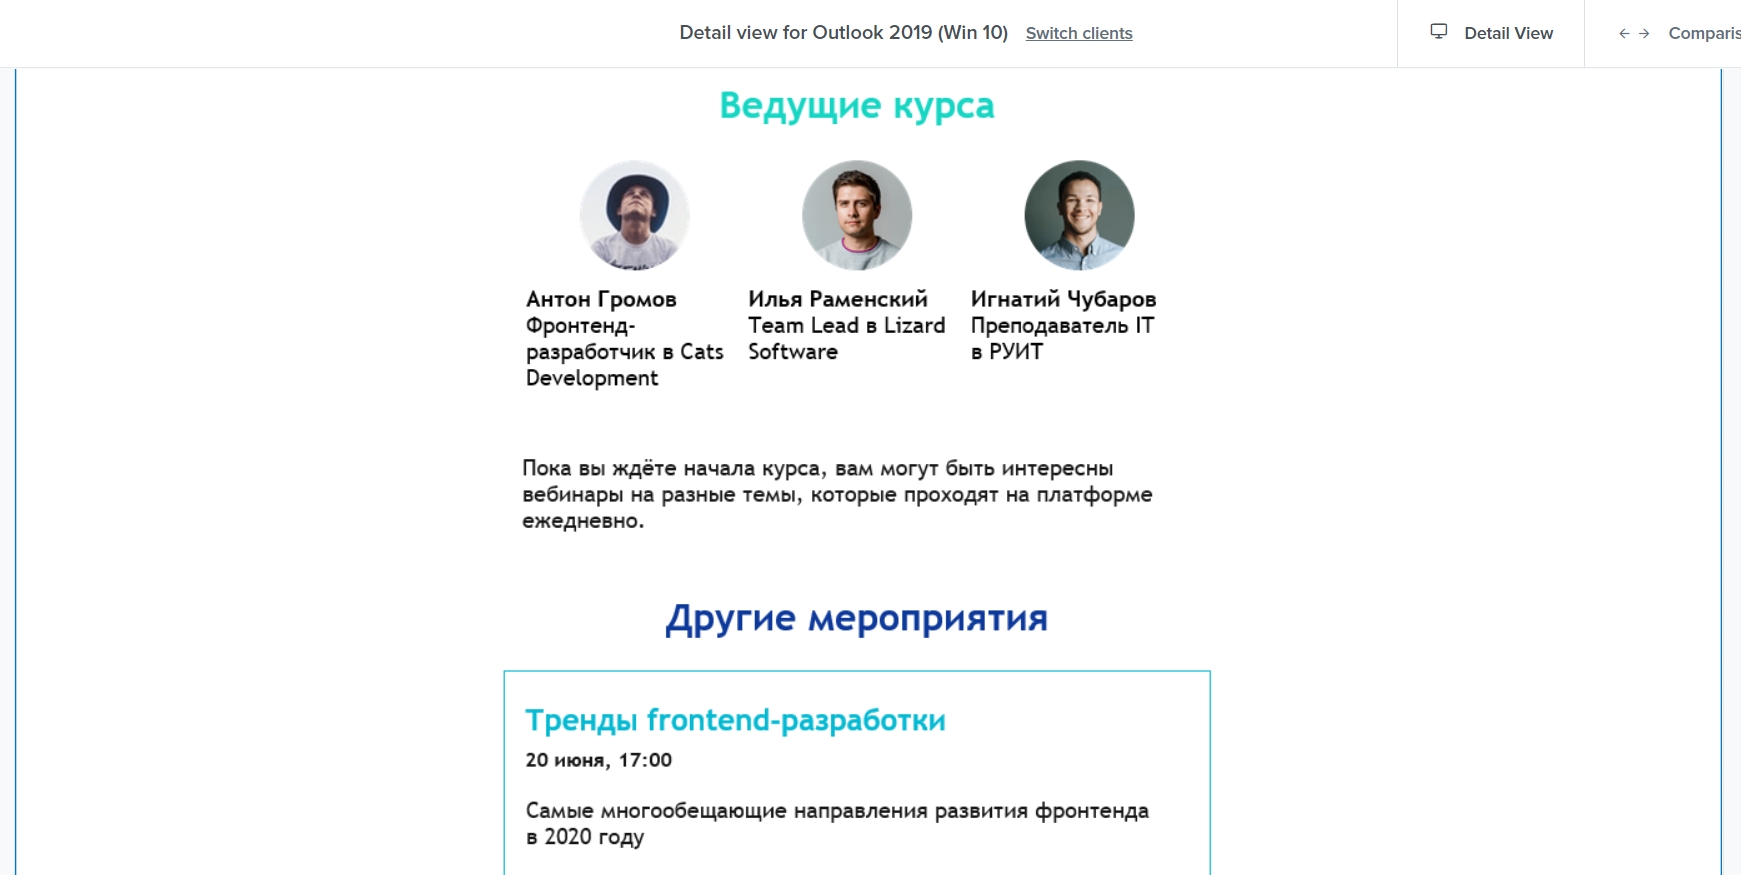 Detail view for Outlook 2019 (Win 10) Switch clients Detail View ← → Comparis
Ведущие курса
Антон Громов
Фронтенд-
разработчик в Cats
Development
Илья Раменский
Team Lead в Lizard
Software
Игнатий Чубаров
Преподаватель IT
в РУИТ
Пока вы ждёте начала курса, вам могут быть интересны
вебинары на разные темы, которые проходят на платформе
ежедневно.
Другие мероприятия
Тренды frontend-разработки
20 июня, 17:00
Самые многообещающие направления развития фронтенда
в 2020 году